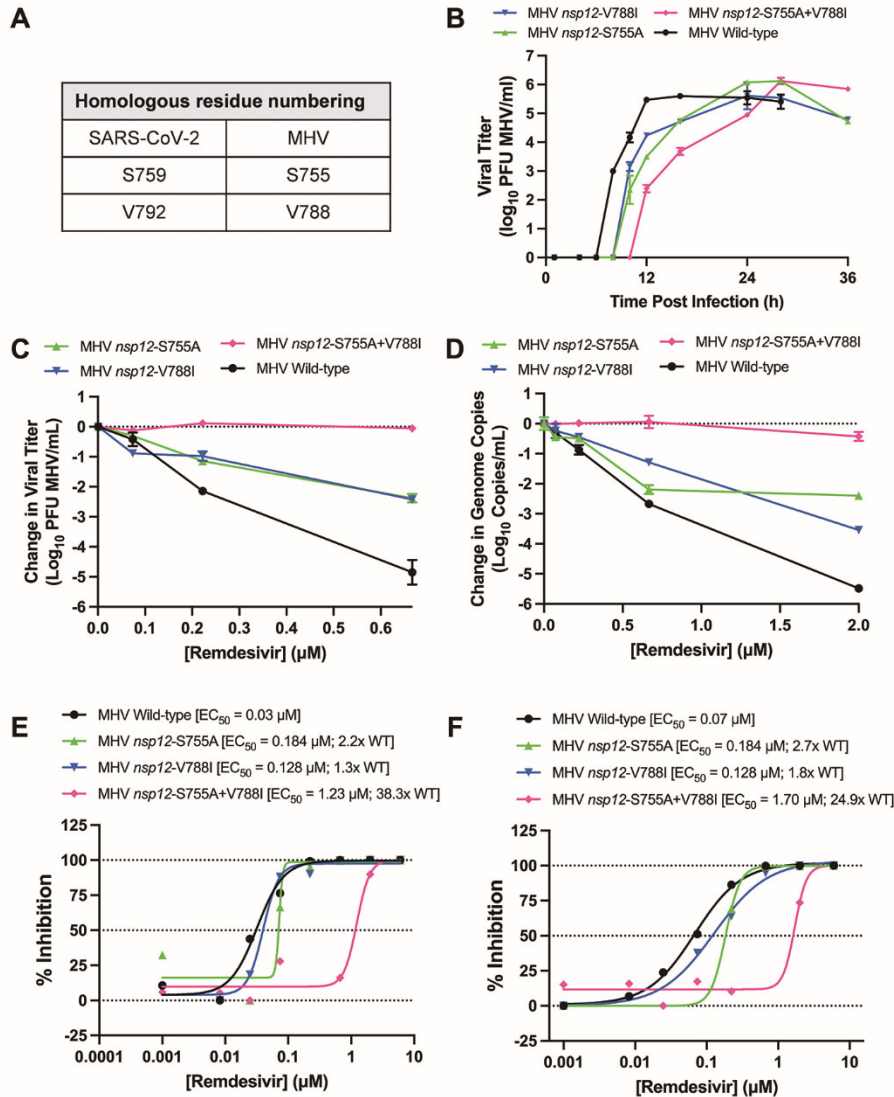 A
Homologous residue numbering
SARS-CoV-2 MHV
S759 S755
V792 V788
B
MHV nsp12-V788I MHV nsp12-S755A+V788I
MHV nsp12-S755A MHV Wild-type
Viral Titer
(log10 PFU MHV/ml)
7
6
5
4
3
2
1
0
0 12 24 36
Time Post Infection (h)
C
MHV nsp12-S755A MHV nsp12-S755A+V788I
MHV nsp12-V788I MHV Wild-type
Change in Viral Titer
(Log10 PFU MHV/mL)
1
0
-1
-2
-3
-4
-5
-6
0.0 0.1 0.2 0.3 0.4 0.5 0.6
[Remdesivir] (µM)
D
MHV nsp12-S755A MHV nsp12-S755A+V788I
MHV nsp12-V788I MHV Wild-type
Change in Genome Copies
(Log10 Copies/mL)
1
0
-1
-2
-3
-4
-5
-6
0.0 0.5 1.0 1.5 2.0
[Remdesivir] (µM)
E
MHV Wild-type [EC50 = 0.03 µM]
MHV nsp12-S755A [EC50 = 0.184 µM; 2.2x WT]
MHV nsp12-V788I [EC50 = 0.128 µM; 1.3x WT]
MHV nsp12-S755A+V788I [EC50 = 1.23 µM; 38.3x WT]
% Inhibition
125
100
75
50
25
0
-25
0.0001 0.001 0.01 0.1 1 10
[Remdesivir] (µM)
F
MHV Wild-type [EC50 = 0.07 µM]
MHV nsp12-S755A [EC50 = 0.184 µM; 2.7x WT]
MHV nsp12-V788I [EC50 = 0.128 µM; 1.8x WT]
MHV nsp12-S755A+V788I [EC50 = 1.70 µM; 24.9x WT]
% Inhibition
125
100
75
50
25
0
-25
0.001 0.01 0.1 1 10
[Remdesivir] (µM)